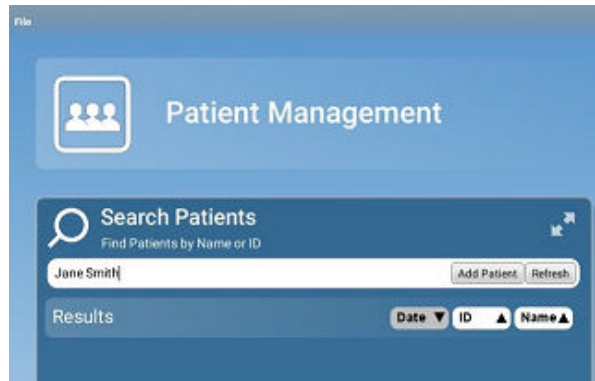 File
Patient Management
Search Patients
Find Patients by Name or ID
Jane Smith
Add Patient Refresh
Results
Date ▼ ID ▲ Name ▲